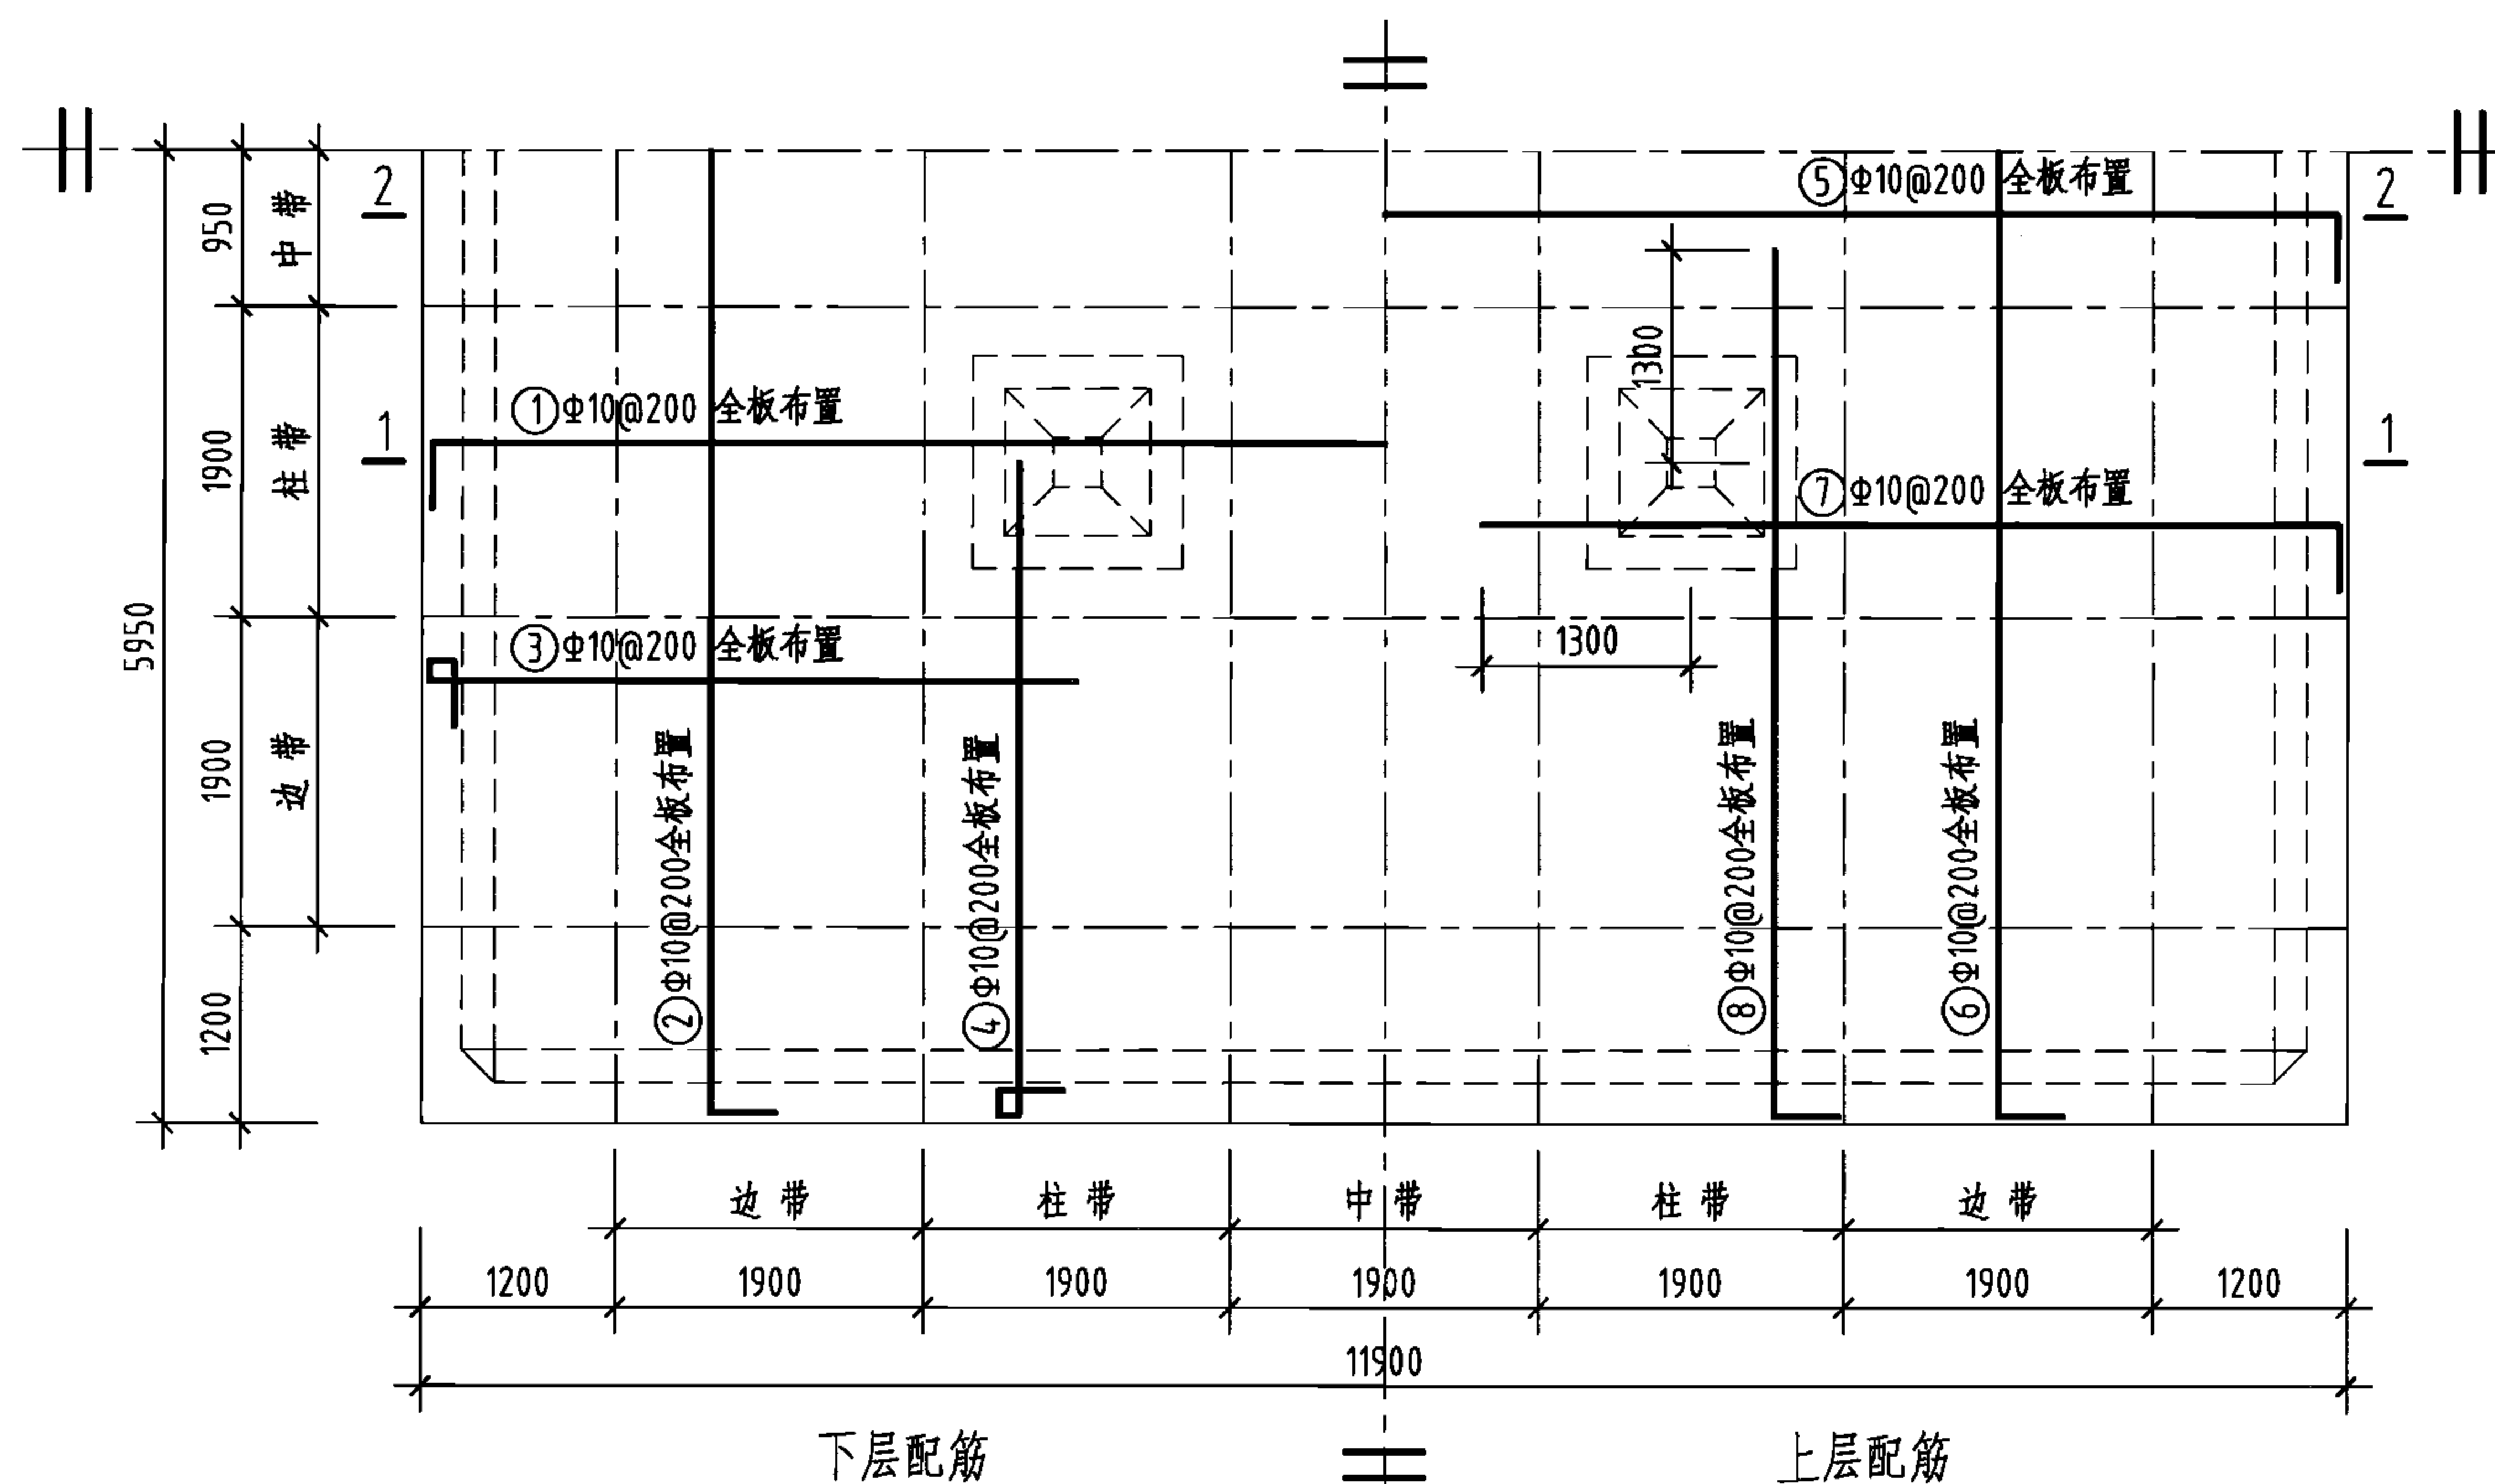 2
⑤Φ10@200 全板布置
2
950
中带
1300
①Φ10@200 全板布置
1
1
1900
柱带
⑦Φ10@200 全板布置
5950
③Φ10@200 全板布置
1300
1900
边带
②Φ10@200全板布置
④Φ10@200全板布置
⑧Φ10@200全板布置
⑥Φ10@200全板布置
1200
边带 柱带 中带 柱带 边带
1200 1900 1900 1900 1900 1900 1200
11900
下层配筋 上层配筋